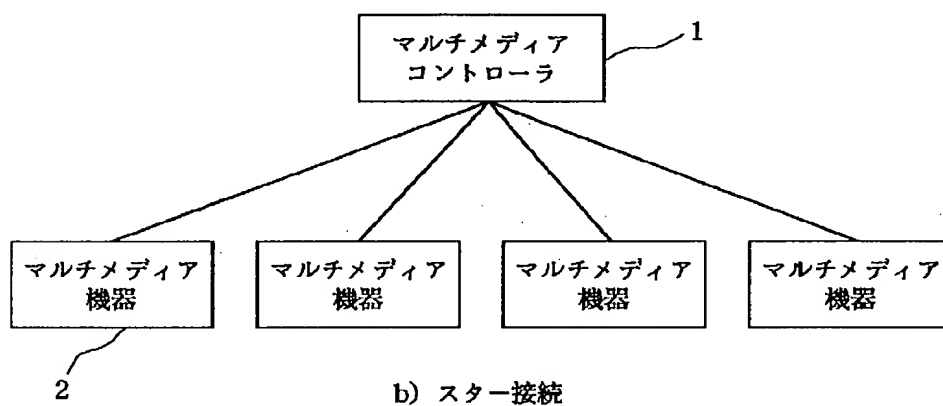 マルチメディア
コントローラ
1
マルチメディア
機器
マルチメディア
機器
マルチメディア
機器
マルチメディア
機器
2
b) スター接続